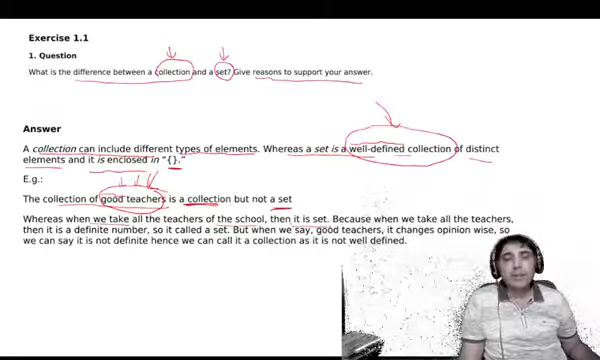 Exercise 1.1
1. Question
What is the difference between a collection and a set? Give reasons to support your answer.
Answer
A collection can include different types of elements. Whereas a set is a well-defined collection of distinct
elements and it is enclosed in “{}.”
E.g.:
The collection of good teachers is a collection but not a set
Whereas when we take all the teachers of the school, then it is set. Because when we take all the teachers,
then it is a definite number, so it called a set. But when we say, good teachers, it changes opinion wise, so
we can say it is not definite hence we can call it a collection as it is not well defined.